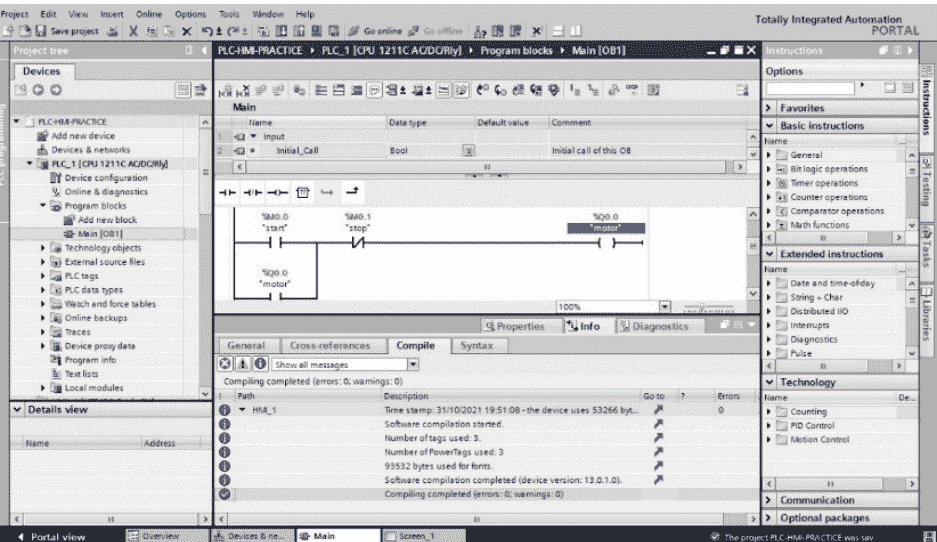 Project Edit View Insert Online Options Tools Window Help
Totally Integrated Automation
PORTAL
Save project
Go online
Go offline
Project tree
PLC-HMI-PRACTICE PLC_1 [CPU 1211C AC/DC/Rly] Program blocks Main [OB1]
Instructions
Devices
Options
PLC programming
PLC-HMI-PRACTICE
Add new device
Devices & networks
PLC_1 [CPU 1211C AC/DC/Rly]
Device configuration
Online & diagnostics
Program blocks
Add new block
Main [OB1]
Technology objects
External source files
PLC tags
PLC data types
Watch and force tables
Online backups
Traces
Device proxy data
Program info
Text lists
Local modules
Details view
Name Address
Main
Name Data type Default value Comment
1 Input
2 Initial_Call Bool Initial call of this OB
%M0.0 %M0.1 %Q0.0
"start" "stop" "motor"
%Q0.0
"motor"
100%
Properties Info Diagnostics
General Cross-references Compile Syntax
Show all messages
Compiling completed (errors: 0; warnings: 0)
! Path Description Go to ? Errors
HMI_1 Time stamp: 31/10/2021 19:51:08 - the device uses 53266 byt... 0
Software compilation started.
Number of tags used: 3.
Number of PowerTags used: 3
93532 bytes used for fonts.
Software compilation completed (device version: 13.0.1.0).
Compiling completed (errors: 0; warnings: 0)
Favorites
Basic instructions
Name
General
Bit logic operations
Timer operations
Counter operations
Comparator operations
Math functions
Extended instructions
Name
Date and time-of-day
String + Char
Distributed I/O
Interrupts
Diagnostics
Pulse
Technology
Name De...
Counting
PID Control
Motion Control
Communication
Optional packages
Instructions
Testing
Tasks
Libraries
Portal view Overview Devices & ne... Main Screen_1
The project PLC-HMI-PRACTICE was sav